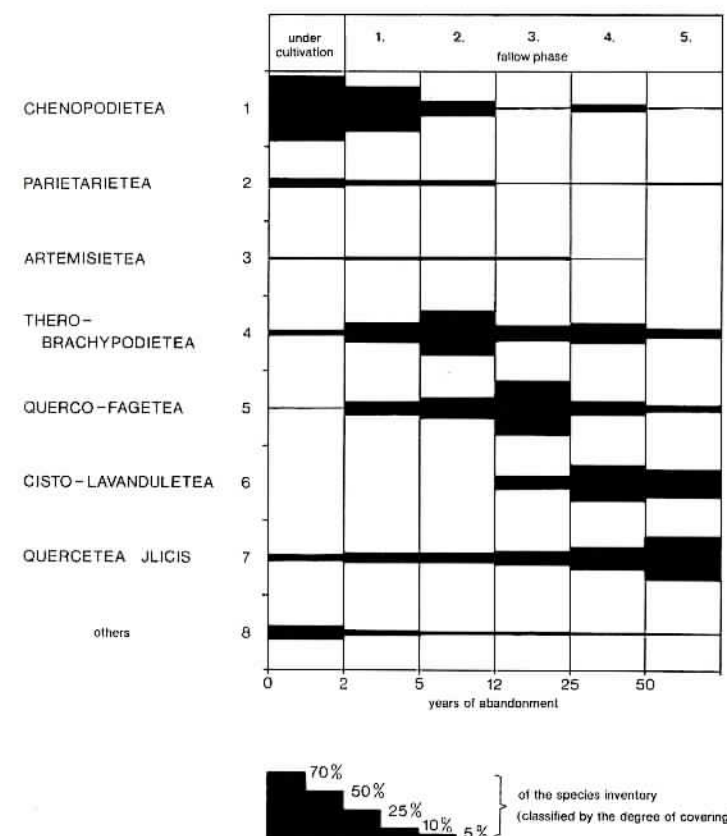 under 1. 2. 3. 4. 5.
cultivation fallow phase
CHENOPODIETEA 1
PARIETARIETEA 2
ARTEMISIETEA 3
THERO-
BRACHYPODIETEA 4
QUERCO-FAGETEA 5
CISTO-LAVANDULETEA 6
QUERCETEA JLICIS 7
others 8
0 2 5 12 25 50
years of abandonment
70%
50%
25%
10%
5%
of the species inventory
(classified by the degree of covering